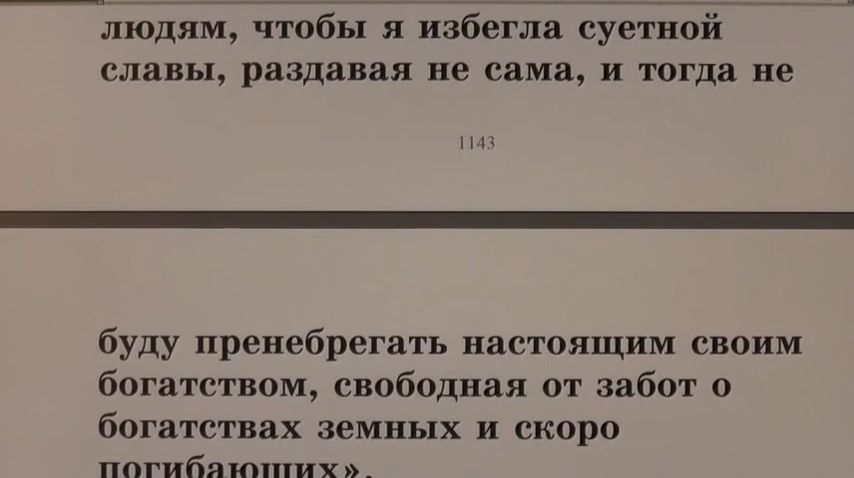 людям, чтобы я избегла суетной
славы, раздавая не сама, и тогда не
1143
буду пренебрегать настоящим своим
богатством, свободная от забот о
богатствах земных и скоро
погибающих».